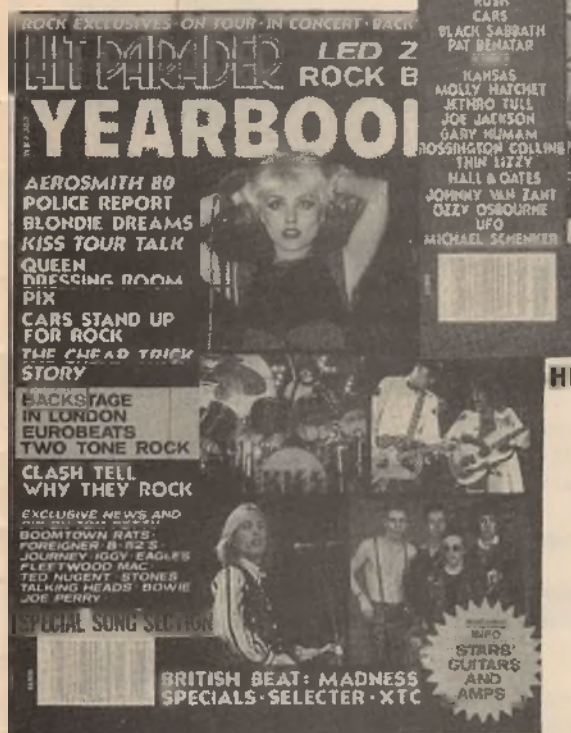 ROCK EXCLUSIVES · ON TOUR · IN CONCERT · BACK
HIT PARADER
LED Z
ROCK B
YEARBOOK
AEROSMITH 80
POLICE REPORT
BLONDIE DREAMS
KISS TOUR TALK
QUEEN
DRESSING ROOM
PIX
CARS STAND UP
FOR ROCK
THE CHEAP TRICK
STORY
BACKSTAGE
IN LONDON
EUROBEATS
TWO TONE ROCK
CLASH TELL
WHY THEY ROCK
EXCLUSIVE NEWS AND
BOOMTOWN RATS ·
FOREIGNER · B-52'S
JOURNEY · IGGY · EAGLES
FLEETWOOD MAC
TED NUGENT · STONES
TALKING HEADS · BOWIE
JOE PERRY
SPECIAL SONG SECTION
BRITISH BEAT: MADNESS
SPECIALS · SELECTER · XTC
INFO
STARS'
GUITARS
AND
AMPS
RUSH
CARS
BLACK SABBATH
PAT BENATAR
KANSAS
MOLLY HATCHET
JETHRO TULL
JOE JACKSON
GARY NUMAN
ROSSINGTON COLLINS
THIN LIZZY
HALL & OATES
JOHNNY VAN ZANT
OZZY OSBOURNE
UFO
MICHAEL SCHENKER
H